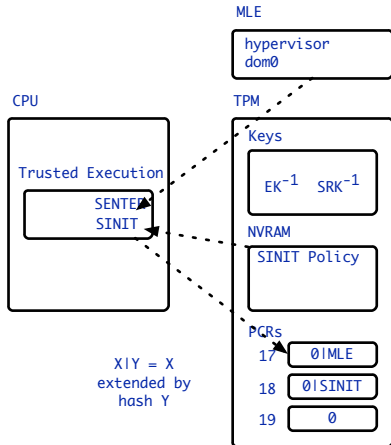 MLE
hypervisor
dom0
CPU
TPM
Keys
Trusted Execution
EK-1 SRK-1
SENTER
SINIT
NVRAM
SINIT Policy
PCRs
17 0|MLE
X|Y = X
extended by
hash Y
18 0|SINIT
19 0